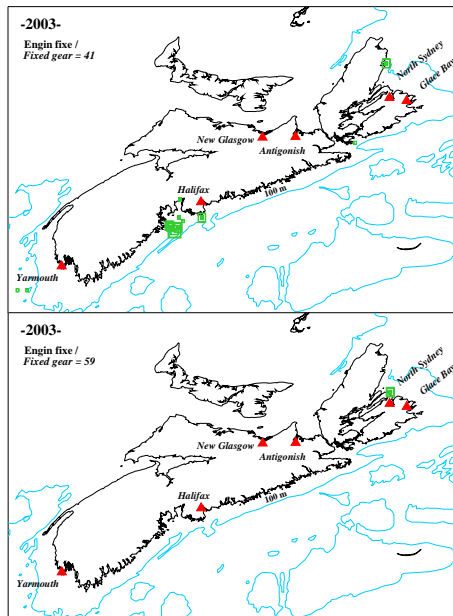 -2003-
Engin fixe /
Fixed gear = 41
North Sydney
Glace Bay
New Glasgow
Antigonish
Halifax
100 m
Yarmouth
-2003-
Engin fixe /
Fixed gear = 59
North Sydney
Glace Bay
New Glasgow
Antigonish
Halifax
100 m
Yarmouth